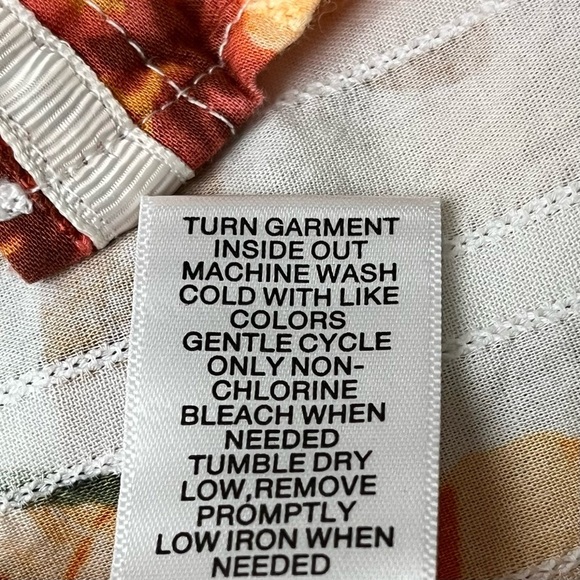 TURN GARMENT
INSIDE OUT
MACHINE WASH
COLD WITH LIKE
COLORS
GENTLE CYCLE
ONLY NON-
CHLORINE
BLEACH WHEN
NEEDED
TUMBLE DRY
LOW,REMOVE
PROMPTLY
LOW IRON WHEN
NEEDED